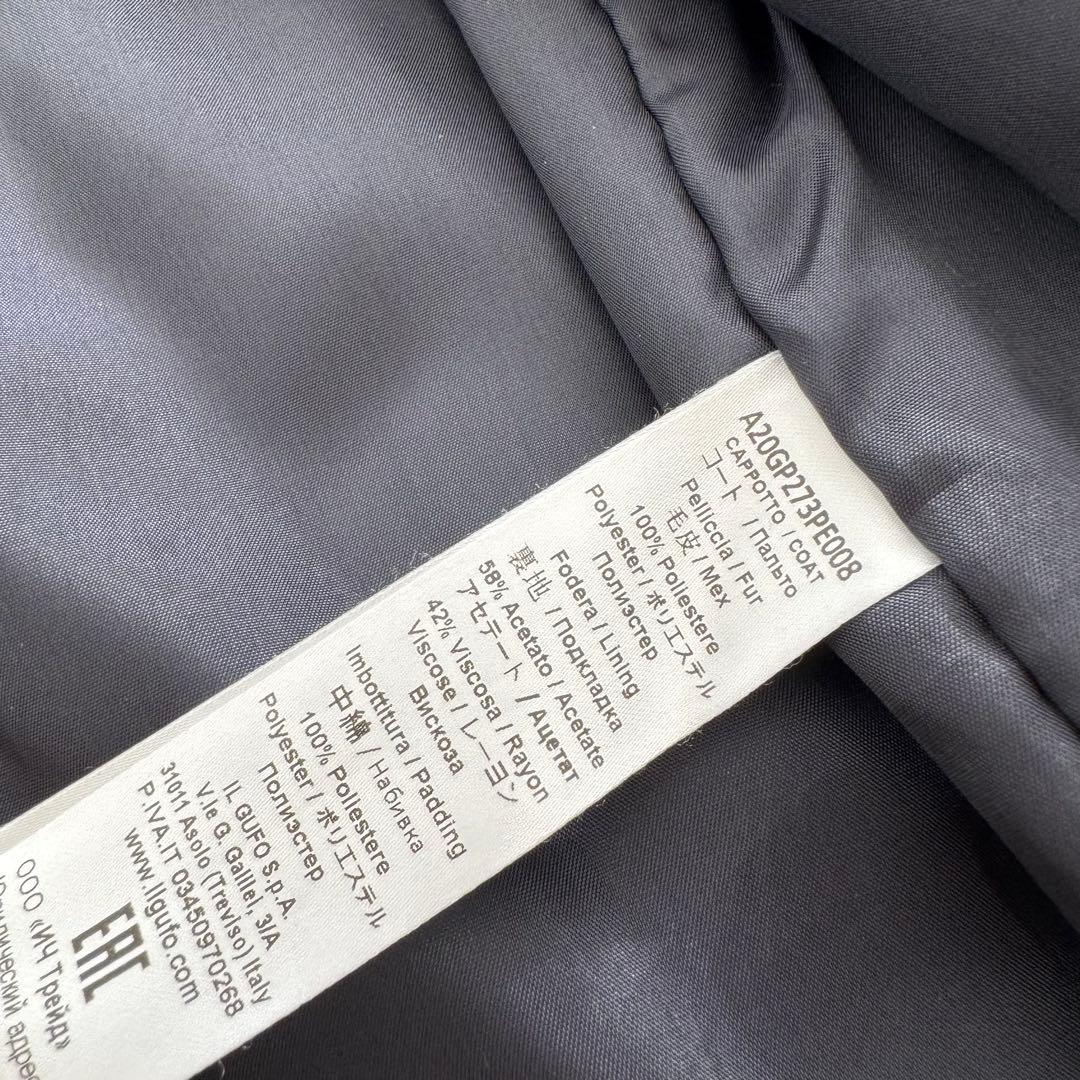 A20GP273PE008
CAPPOTTO / COAT
コート / Пальто
Pelliccia / Fur
毛皮 / Mex
100% Poliestere
Polyester / ポリエステル
Полиэстер
Fodera / Lining
裏地 / Подкладка
58% Acetato / Acetate
アセテート / Ацетат
42% Viscosa / Rayon
Viscose / レーヨン
Вискоза
Imbottitura / Padding
中綿 / Набивка
100% Poliestere
Polyester / ポリエステル
Полиэстер
IL GUFO S.p.A.
V.le G. Galilei, 3/A
31011 Asolo (Treviso) Italy
P.IVA.IT 03450970268
www.ilgufo.com
EAC
ООО «ИЧ Трейд»
Юридический адрес